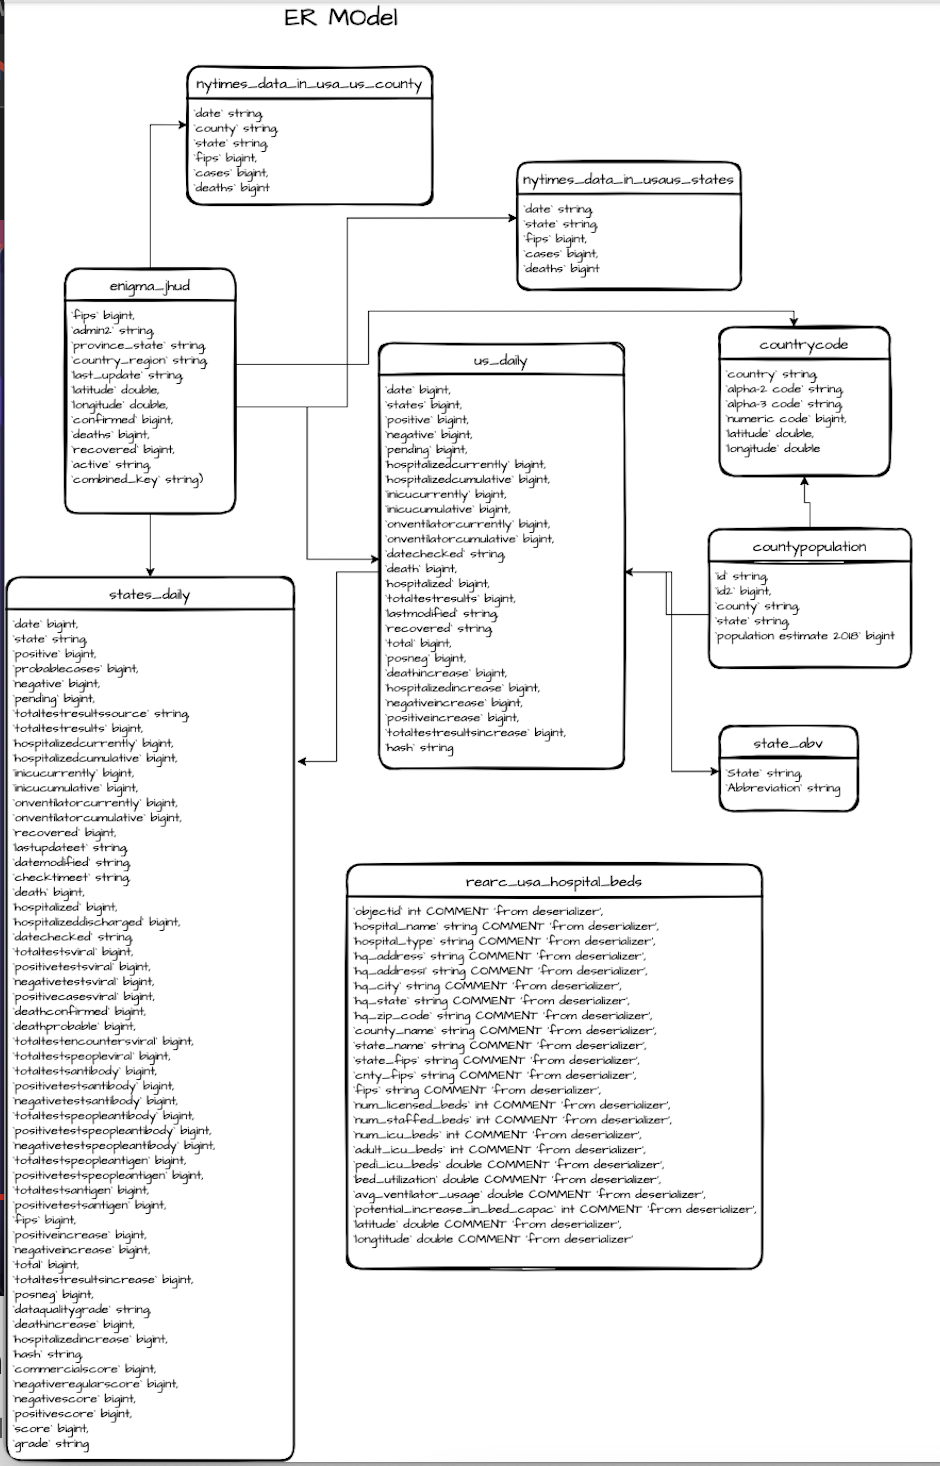 ER MOdel
nytimes_data_in_usa_us_county
`date` string,
`county` string,
`state` string,
`fips` bigint,
`cases` bigint,
`deaths` bigint
nytimes_data_in_usaus_states
`date` string,
`state` string,
`fips` bigint,
`cases` bigint,
`deaths` bigint
enigma_jhud
`fips` bigint,
`admin2` string,
`province_state` string,
`country_region` string,
`last_update` string,
`latitude` double,
`longitude` double,
`confirmed` bigint,
`deaths` bigint,
`recovered` bigint,
`active` string,
`combined_key` string)
us_daily
`date` bigint,
`states` bigint,
`positive` bigint,
`negative` bigint,
`pending` bigint,
`hospitalizedcurrently` bigint,
`hospitalizedcumulative` bigint,
`inicucurrently` bigint,
`inicucumulative` bigint,
`onventilatorcurrently` bigint,
`onventilatorcumulative` bigint,
`datechecked` string,
`death` bigint,
`hospitalized` bigint,
`totaltestresults` bigint,
`lastmodified` string,
`recovered` string,
`total` bigint,
`posneg` bigint,
`deathincrease` bigint,
`hospitalizedincrease` bigint,
`negativeincrease` bigint,
`positiveincrease` bigint,
`totaltestresultsincrease` bigint,
`hash` string
countrycode
`country` string,
`alpha-2 code` string,
`alpha-3 code` string,
`numeric code` bigint,
`latitude` double,
`longitude` double
countypopulation
`id` string,
`id2` bigint,
`county` string,
`state` string,
`population estimate 2018` bigint
state_abv
`State` string,
`Abbreviation` string
states_daily
`date` bigint,
`state` string,
`positive` bigint,
`probablecases` bigint,
`negative` bigint,
`pending` bigint,
`totaltestresultssource` string,
`totaltestresults` bigint,
`hospitalizedcurrently` bigint,
`hospitalizedcumulative` bigint,
`inicucurrently` bigint,
`inicucumulative` bigint,
`onventilatorcurrently` bigint,
`onventilatorcumulative` bigint,
`recovered` bigint,
`lastupdateet` string,
`datemodified` string,
`checktimeet` string,
`death` bigint,
`hospitalized` bigint,
`hospitalizeddischarged` bigint,
`datechecked` string,
`totaltestsviral` bigint,
`positivetestsviral` bigint,
`negativetestsviral` bigint,
`positivecasesviral` bigint,
`deathconfirmed` bigint,
`deathprobable` bigint,
`totaltestencountersviral` bigint,
`totaltestspeopleviral` bigint,
`totaltestsantibody` bigint,
`positivetestsantibody` bigint,
`negativetestsantibody` bigint,
`totaltestspeopleantibody` bigint,
`positivetestspeopleantibody` bigint,
`negativetestspeopleantibody` bigint,
`totaltestspeopleantigen` bigint,
`positivetestspeopleantigen` bigint,
`totaltestsantigen` bigint,
`positivetestsantigen` bigint,
`fips` bigint,
`positiveincrease` bigint,
`negativeincrease` bigint,
`total` bigint,
`totaltestresultsincrease` bigint,
`posneg` bigint,
`dataqualitygrade` string,
`deathincrease` bigint,
`hospitalizedincrease` bigint,
`hash` string,
`commercialscore` bigint,
`negativeregularscore` bigint,
`negativescore` bigint,
`positivescore` bigint,
`score` bigint,
`grade` string
rearc_usa_hospital_beds
`objectid` int COMMENT 'from deserializer',
`hospital_name` string COMMENT 'from deserializer',
`hospital_type` string COMMENT 'from deserializer',
`hq_address` string COMMENT 'from deserializer',
`hq_address1` string COMMENT 'from deserializer',
`hq_city` string COMMENT 'from deserializer',
`hq_state` string COMMENT 'from deserializer',
`hq_zip_code` string COMMENT 'from deserializer',
`county_name` string COMMENT 'from deserializer',
`state_name` string COMMENT 'from deserializer',
`state_fips` string COMMENT 'from deserializer',
`cnty_fips` string COMMENT 'from deserializer',
`fips` string COMMENT 'from deserializer',
`num_licensed_beds` int COMMENT 'from deserializer',
`num_staffed_beds` int COMMENT 'from deserializer',
`num_icu_beds` int COMMENT 'from deserializer',
`adult_icu_beds` int COMMENT 'from deserializer',
`pedi_icu_beds` double COMMENT 'from deserializer',
`bed_utilization` double COMMENT 'from deserializer',
`avg_ventilator_usage` double COMMENT 'from deserializer',
`potential_increase_in_bed_capac` int COMMENT 'from deserializer',
`latitude` double COMMENT 'from deserializer',
`longtitude` double COMMENT 'from deserializer'